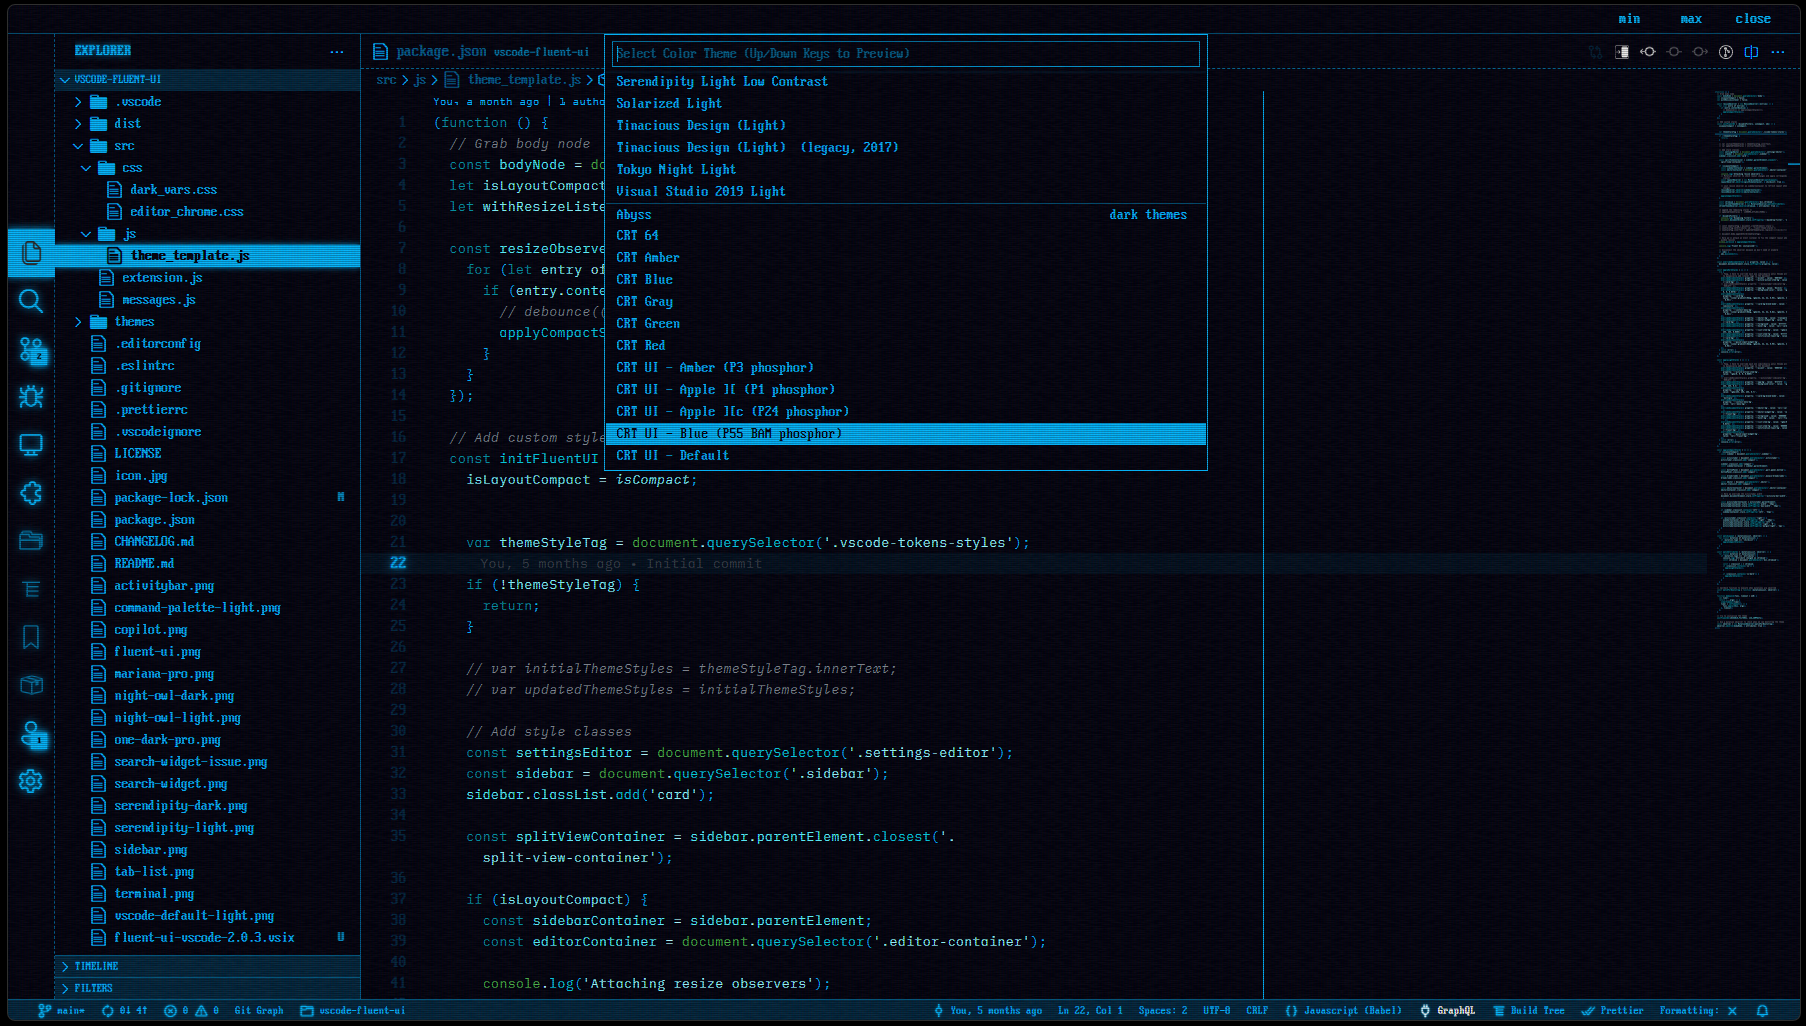 min max close
EXPLORER
VSCODE-FLUENT-UI
.vscode
dist
src
css
dark_vars.css
editor_chrome.css
js
theme_template.js
extension.js
messages.js
themes
.editorconfig
.eslintrc
.gitignore
.prettierrc
.vscodeignore
LICENSE
icon.jpg
package-lock.json M
package.json
CHANGELOG.md
README.md
activitybar.png
command-palette-light.png
copilot.png
fluent-ui.png
mariana-pro.png
night-owl-dark.png
night-owl-light.png
one-dark-pro.png
search-widget-issue.png
search-widget.png
serendipity-dark.png
serendipity-light.png
sidebar.png
tab-list.png
terminal.png
vscode-default-light.png
fluent-ui-vscode-2.0.3.vsix U
TIMELINE
FILTERS
package.json vscode-fluent-ui
src > js > theme_template.js >
Select Color Theme (Up/Down Keys to Preview)
Serendipity Light Low Contrast
Solarized Light
Tinacious Design (Light)
Tinacious Design (Light) (legacy, 2017)
Tokyo Night Light
Visual Studio 2019 Light
Abyss dark themes
CRT 64
CRT Amber
CRT Blue
CRT Gray
CRT Green
CRT Red
CRT UI - Amber (P3 phosphor)
CRT UI - Apple ][ (P1 phosphor)
CRT UI - Apple ][c (P24 phosphor)
CRT UI - Blue (P55 BAM phosphor)
CRT UI - Default
You, a month ago | 1 autho
1 (function () {
2 // Grab body node
3 const bodyNode = do
4 let isLayoutCompact
5 let withResizeListe
6
7 const resizeObserve
8 for (let entry of
9 if (entry.conte
10 // debounce((
11 applyCompactS
12 }
13 }
14 });
15
16 // Add custom style
17 const initFluentUI
18 isLayoutCompact = isCompact;
19
20
21 var themeStyleTag = document.querySelector('.vscode-tokens-styles');
22 You, 5 months ago • Initial commit
23 if (!themeStyleTag) {
24 return;
25 }
26
27 // var initialThemeStyles = themeStyleTag.innerText;
28 // var updatedThemeStyles = initialThemeStyles;
29
30 // Add style classes
31 const settingsEditor = document.querySelector('.settings-editor');
32 const sidebar = document.querySelector('.sidebar');
33 sidebar.classList.add('card');
34
35 const splitViewContainer = sidebar.parentElement.closest('.
split-view-container');
36
37 if (isLayoutCompact) {
38 const sidebarContainer = sidebar.parentElement;
39 const editorContainer = document.querySelector('.editor-container');
40
41 console.log('Attaching resize observers');
main* 0↓ 4↑ 0 0 Git Graph vscode-fluent-ui You, 5 months ago Ln 22, Col 1 Spaces: 2 UTF-8 CRLF {} Javascript (Babel) GraphQL Build Tree Prettier Formatting: ×